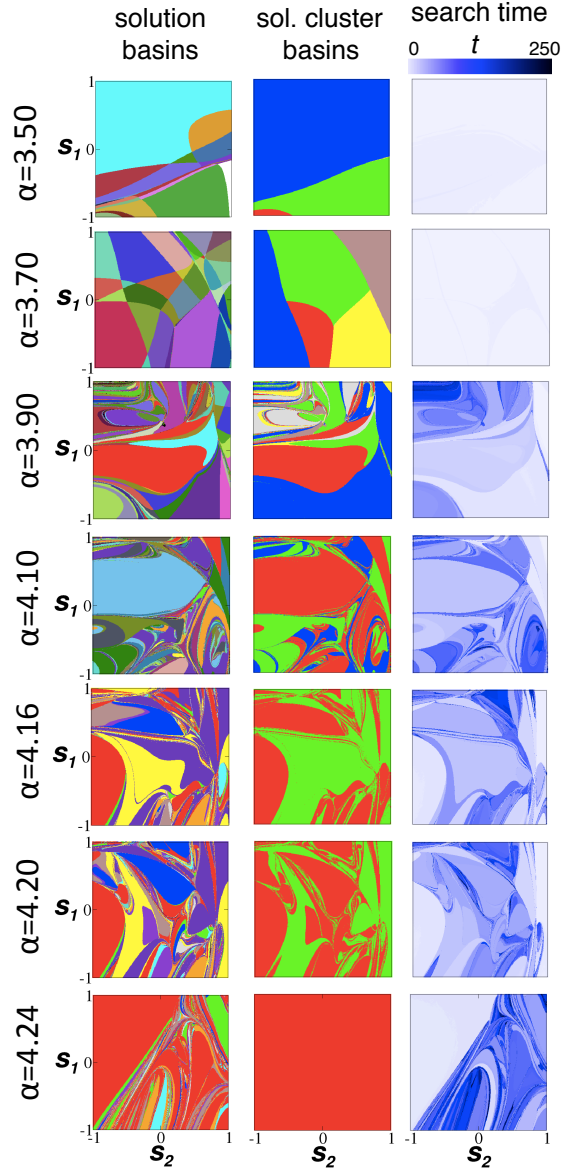 solution basins
sol. cluster basins
search time
t
0 250
α=3.50
1
s₁ 0
-1
α=3.70
1
s₁ 0
-1
α=3.90
1
s₁ 0
-1
α=4.10
1
s₁ 0
-1
α=4.16
1
s₁ 0
-1
α=4.20
1
s₁ 0
-1
α=4.24
1
s₁ 0
-1
-1 0 1 -1 0 1 -1 0 1
s₂ s₂ s₂